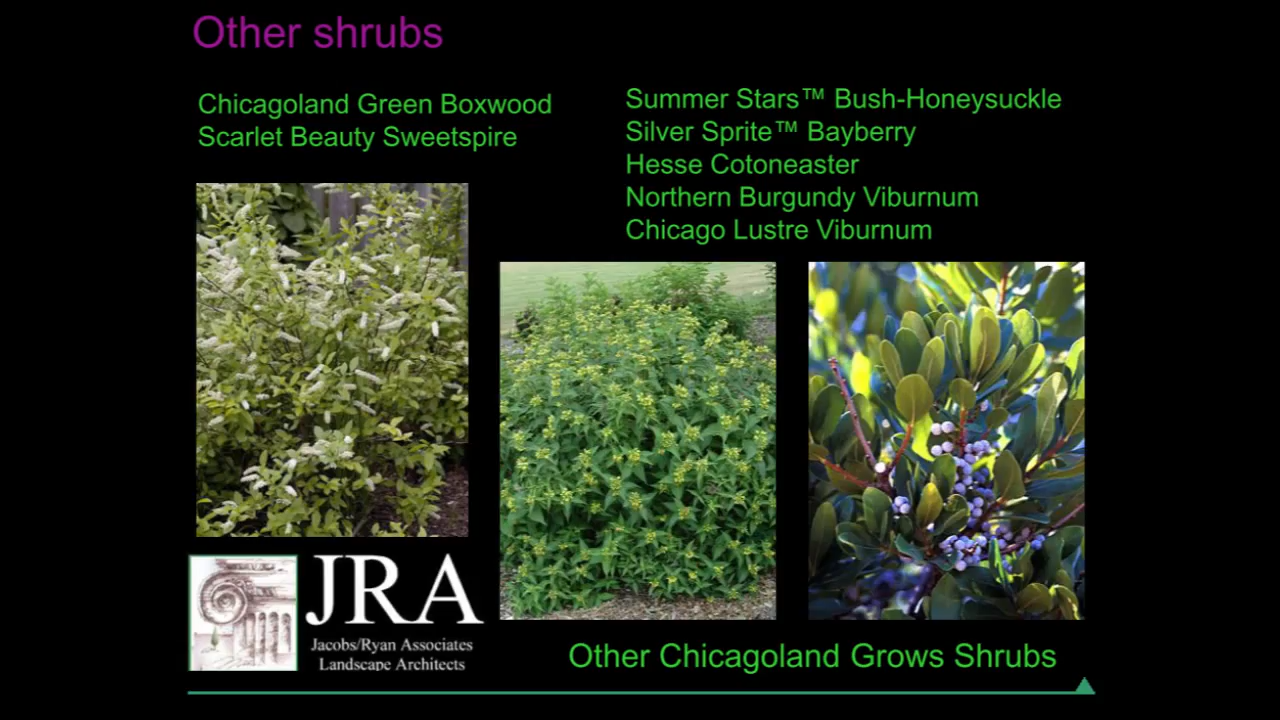 Other shrubs
Chicagoland Green Boxwood
Scarlet Beauty Sweetspire
Summer Stars™ Bush-Honeysuckle
Silver Sprite™ Bayberry
Hesse Cotoneaster
Northern Burgundy Viburnum
Chicago Lustre Viburnum
JRA
Jacobs/Ryan Associates
Landscape Architects
Other Chicagoland Grows Shrubs